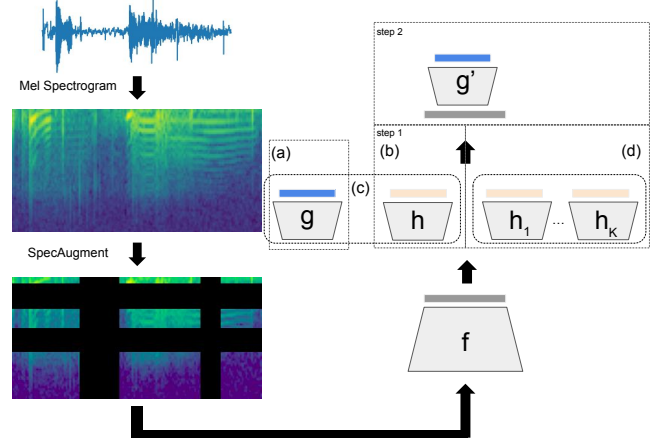 Mel Spectrogram
SpecAugment
step 2
g'
step 1
(a)
(b)
(d)
(c)
g
h
h1
...
hK
f